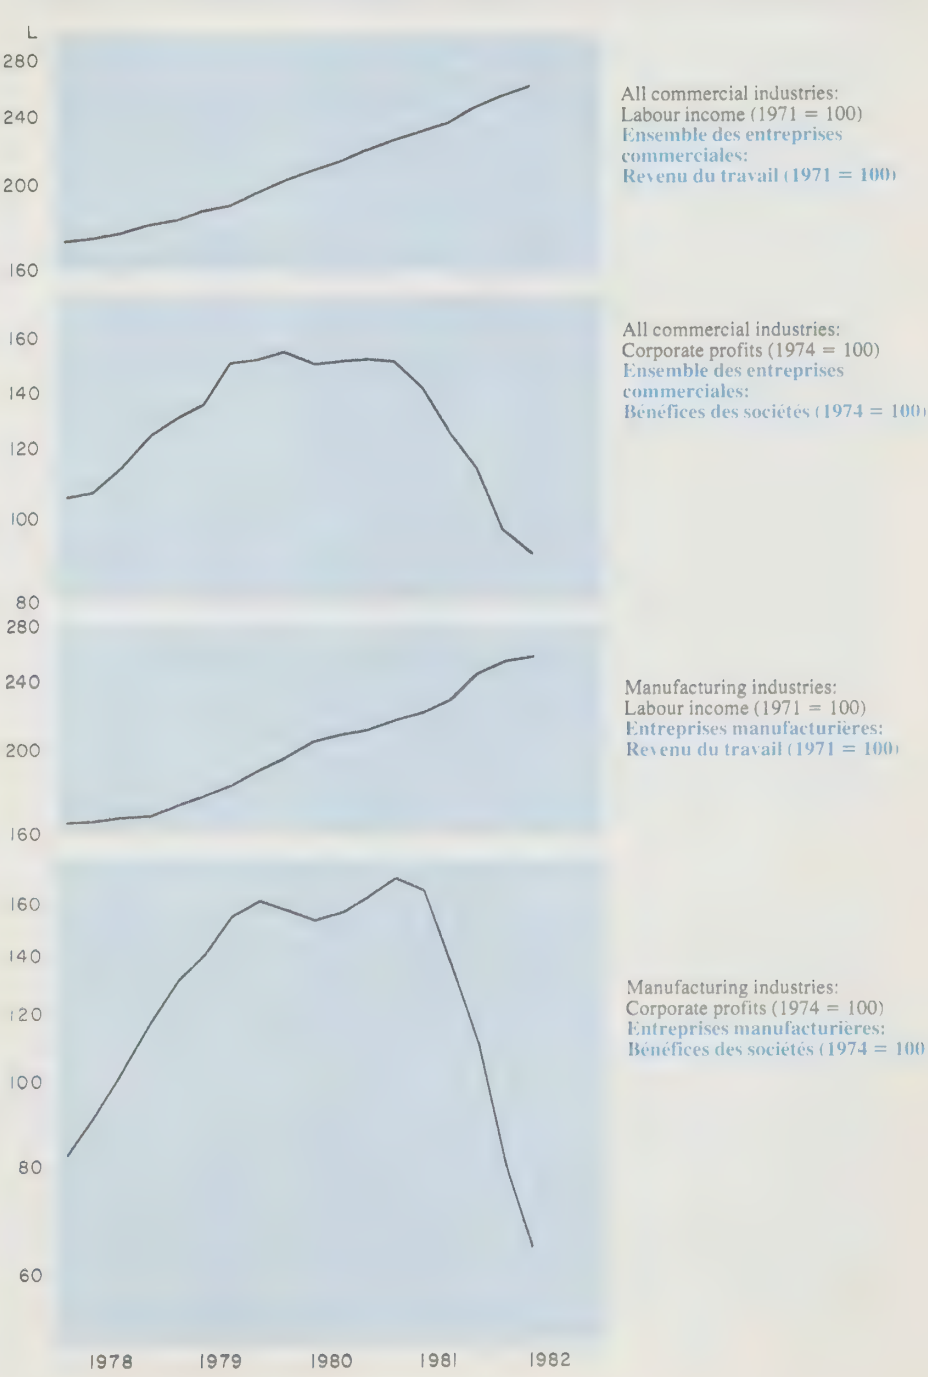 L
280
240
200
160
All commercial industries:
Labour income (1971 = 100)
Ensemble des entreprises
commerciales:
Revenu du travail (1971 = 100)
160
140
120
100
80
All commercial industries:
Corporate profits (1974 = 100)
Ensemble des entreprises
commerciales:
Bénéfices des sociétés (1974 = 100)
280
240
200
160
Manufacturing industries:
Labour income (1971 = 100)
Entreprises manufacturières:
Revenu du travail (1971 = 100)
160
140
120
100
80
60
Manufacturing industries:
Corporate profits (1974 = 100)
Entreprises manufacturières:
Bénéfices des sociétés (1974 = 100
1978 1979 1980 1981 1982